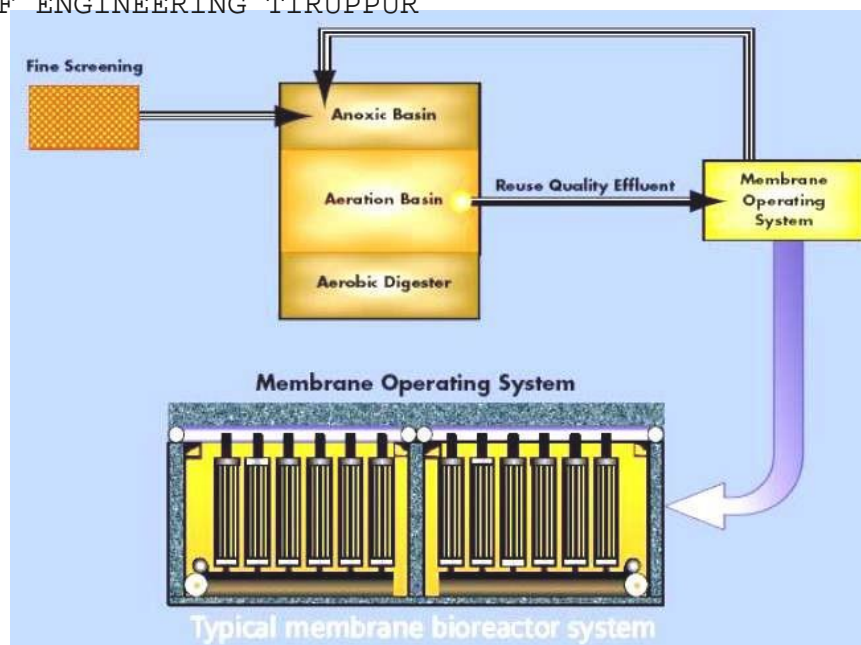 F ENGINEERING TIRUPPUR
Fine Screening
Anoxic Basin
Aeration Basin
Reuse Quality Effluent
Membrane
Operating
System
Aerobic Digester
Membrane Operating System
Typical membrane bioreactor system